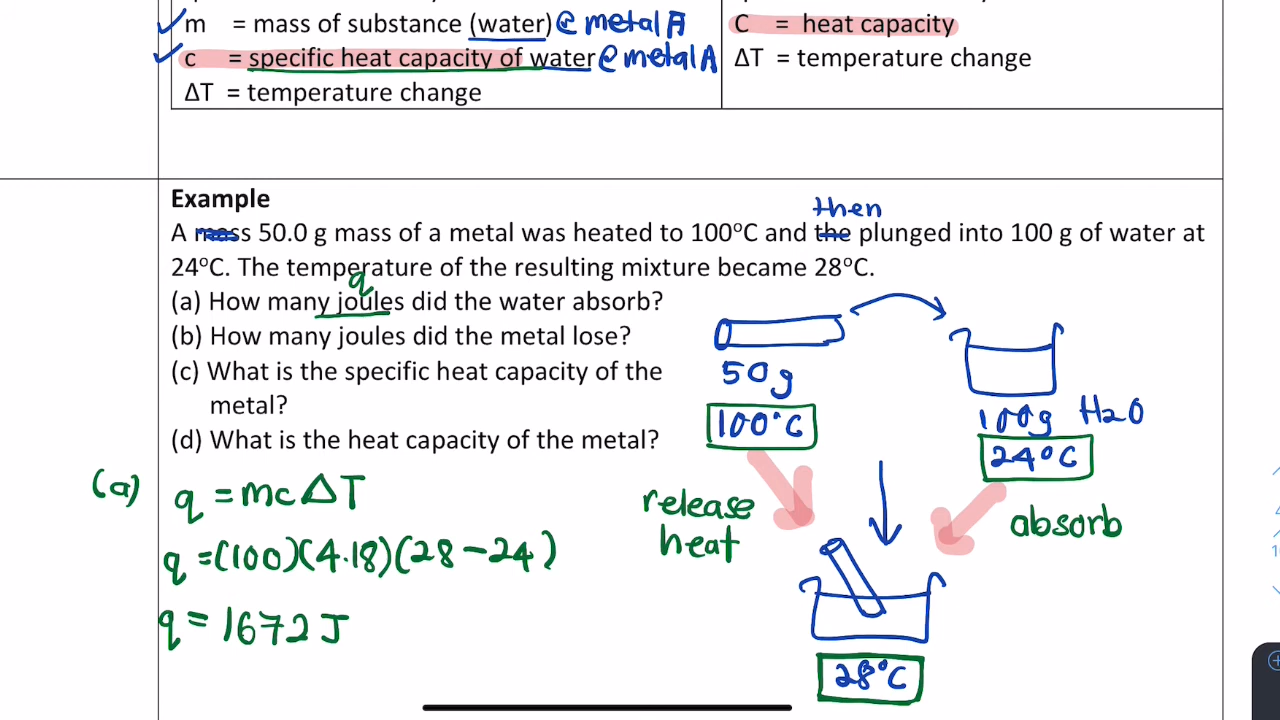 m = mass of substance (water) @ metal A
C = heat capacity
c = specific heat capacity of water @ metal A
ΔT = temperature change
ΔT = temperature change
Example
then
A mass 50.0 g mass of a metal was heated to 100°C and the plunged into 100 g of water at
24°C. The temperature of the resulting mixture became 28°C.
q
(a) How many joules did the water absorb?
(b) How many joules did the metal lose?
(c) What is the specific heat capacity of the
metal?
(d) What is the heat capacity of the metal?
50g
100°C
100g H2O
24°C
release
heat
absorb
28°C
(a) q = mcΔT
q = (100)(4.18)(28-24)
q = 1672 J